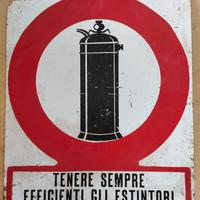 TENERE SEMPRE
EFFICIENTI GLI ESTINTORI